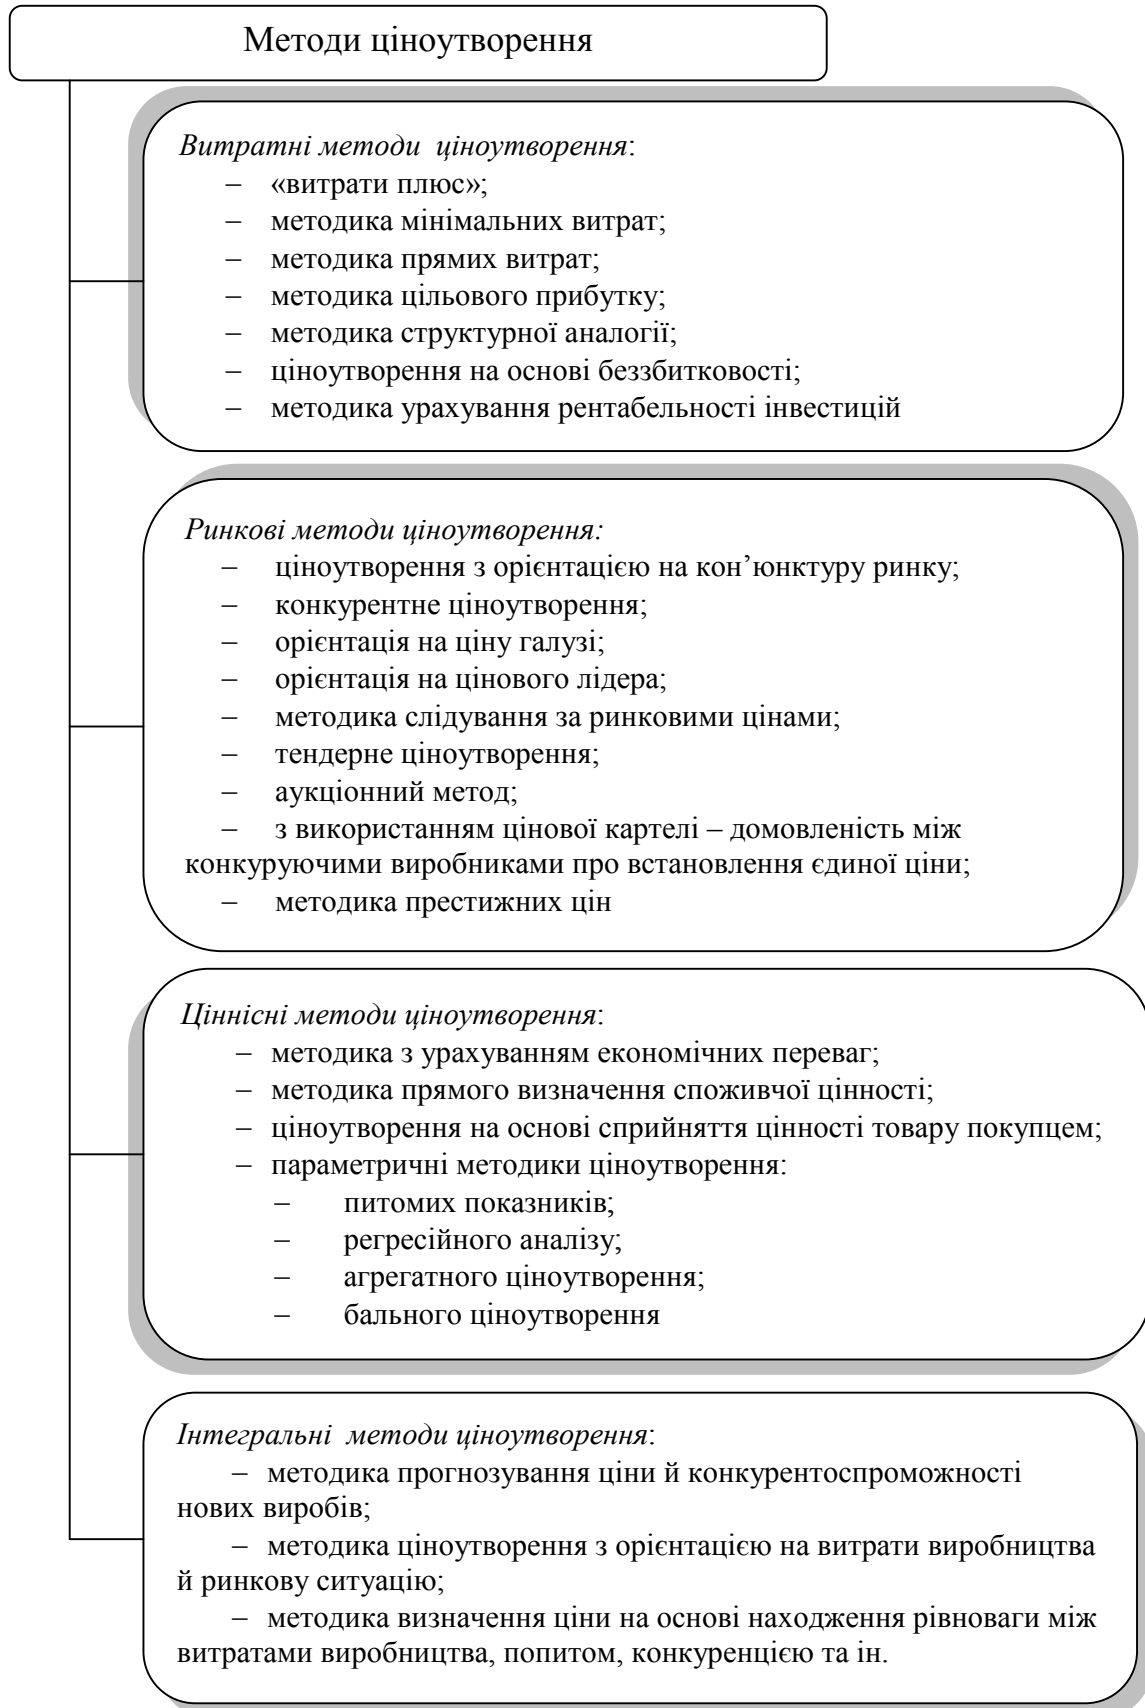 Методи ціноутворення
Витратні методи ціноутворення:
– «витрати плюс»;
– методика мінімальних витрат;
– методика прямих витрат;
– методика цільового прибутку;
– методика структурної аналогії;
– ціноутворення на основі беззбитковості;
– методика урахування рентабельності інвестицій
Ринкові методи ціноутворення:
– ціноутворення з орієнтацією на кон’юнктуру ринку;
– конкурентне ціноутворення;
– орієнтація на ціну галузі;
– орієнтація на цінового лідера;
– методика слідування за ринковими цінами;
– тендерне ціноутворення;
– аукціонний метод;
– з використанням цінової картелі – домовленість між
конкуруючими виробниками про встановлення єдиної ціни;
– методика престижних цін
Ціннісні методи ціноутворення:
– методика з урахуванням економічних переваг;
– методика прямого визначення споживчої цінності;
– ціноутворення на основі сприйняття цінності товару покупцем;
– параметричні методики ціноутворення:
– питомих показників;
– регресійного аналізу;
– агрегатного ціноутворення;
– бального ціноутворення
Інтегральні методи ціноутворення:
– методика прогнозування ціни й конкурентоспроможності
нових виробів;
– методика ціноутворення з орієнтацією на витрати виробництва
й ринкову ситуацію;
– методика визначення ціни на основі находження рівноваги між
витратами виробництва, попитом, конкуренцією та ін.